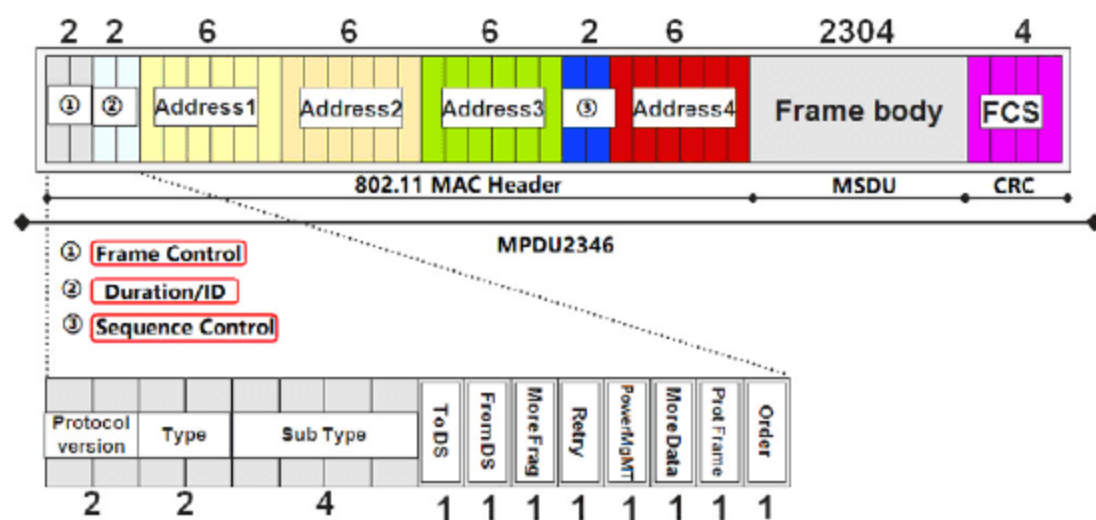 2 2 6 6 6 2 6 2304 4
① ② Address1 Address2 Address3 ③ Address4 Frame body FCS
802.11 MAC Header MSDU CRC
MPDU2346
① Frame Control
② Duration/ID
③ Sequence Control
Protocol version Type Sub Type ToDS FromDS MoreFrag Retry PowerMgMT MoreData Prot Frame Order
2 2 4 1 1 1 1 1 1 1 1